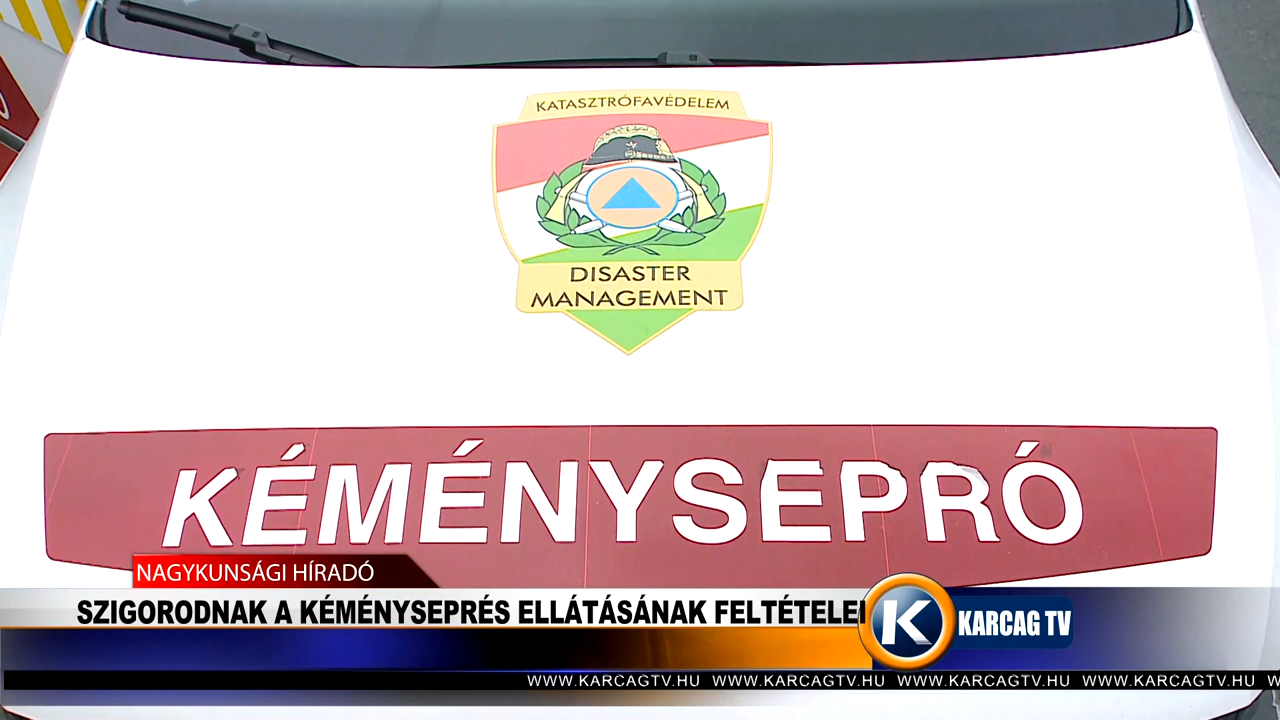 KATASZTRÓFAVÉDELEM
DISASTER
MANAGEMENT
KÉMÉNYSEPRÓ
NAGYKUNSÁGI HÍRADÓ
SZIGORODNAK A KÉMÉNYSEPRÉS ELLÁTÁSÁNAK
K KARCAG TV
WWW.KARCAGTV.HU WWW.KARCAGTV.HU WWW.KARCAGTV.HU WWW.KARCAGTV.HU